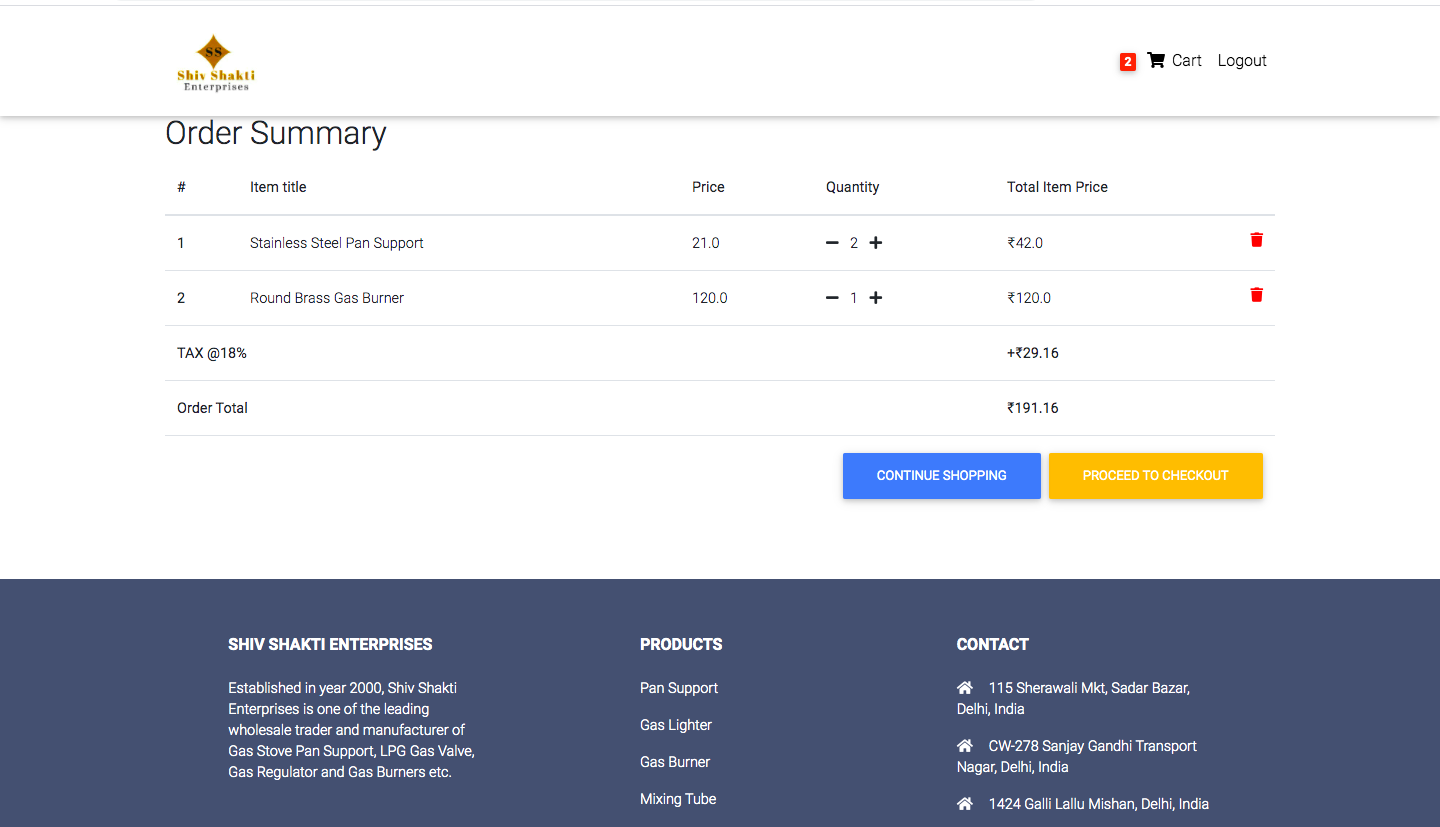 SS
Shiv Shakti
Enterprises
2 Cart Logout
Order Summary
# Item title Price Quantity Total Item Price
1 Stainless Steel Pan Support 21.0 2 ₹42.0
2 Round Brass Gas Burner 120.0 1 ₹120.0
TAX @18% +₹29.16
Order Total ₹191.16
CONTINUE SHOPPING PROCEED TO CHECKOUT
SHIV SHAKTI ENTERPRISES
Established in year 2000, Shiv Shakti
Enterprises is one of the leading
wholesale trader and manufacturer of
Gas Stove Pan Support, LPG Gas Valve,
Gas Regulator and Gas Burners etc.
PRODUCTS
Pan Support
Gas Lighter
Gas Burner
Mixing Tube
CONTACT
115 Sherawali Mkt, Sadar Bazar,
Delhi, India
CW-278 Sanjay Gandhi Transport
Nagar, Delhi, India
1424 Galli Lallu Mishan, Delhi, India